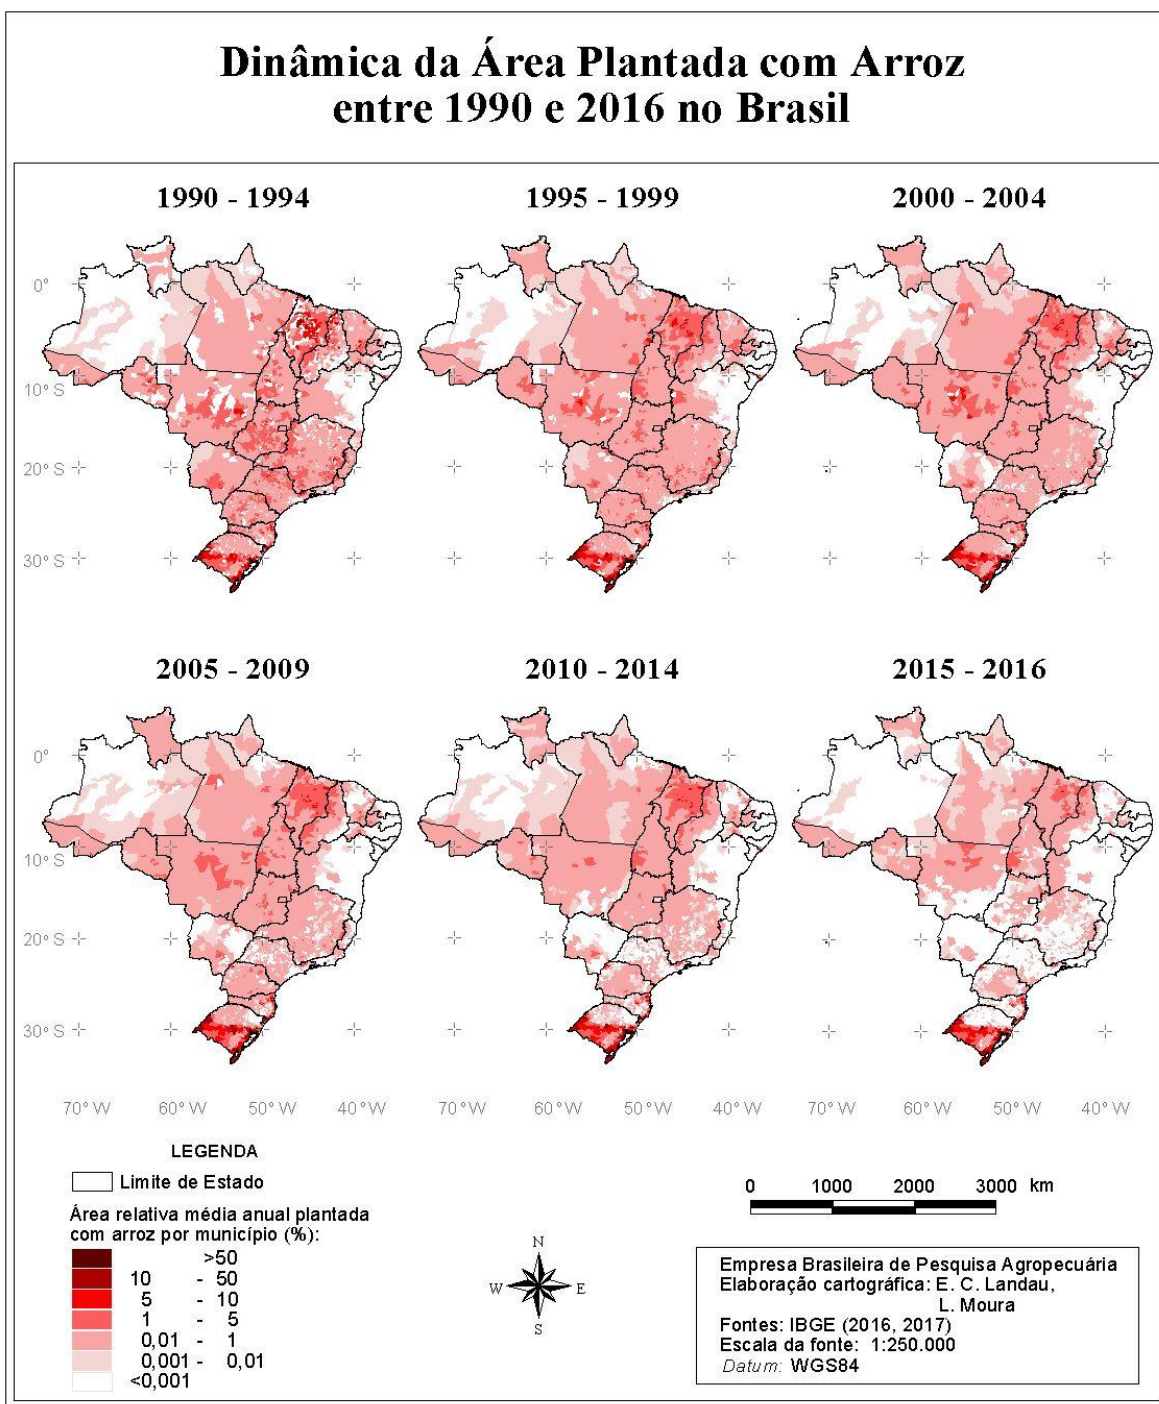 Dinâmica da Área Plantada com Arroz
entre 1990 e 2016 no Brasil
1990 - 1994
1995 - 1999
2000 - 2004
0°
10° S
20° S
30° S
2005 - 2009
2010 - 2014
2015 - 2016
0°
10° S
20° S
30° S
70° W 60° W 50° W 40° W
70° W 60° W 50° W 40° W
70° W 60° W 50° W 40° W
LEGENDA
Limite de Estado
Área relativa média anual plantada
com arroz por município (%):
>50
10 - 50
5 - 10
1 - 5
0,01 - 1
0,001 - 0,01
<0,001
N
W E
S
0 1000 2000 3000 km
Empresa Brasileira de Pesquisa Agropecuária
Elaboração cartográfica: E. C. Landau,
L. Moura
Fontes: IBGE (2016, 2017)
Escala da fonte: 1:250.000
Datum: WGS84